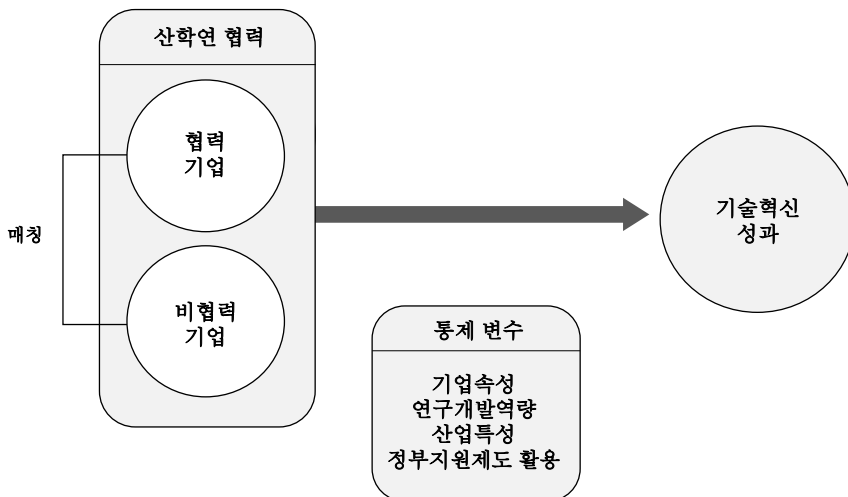 산학연 협력
협력
기업
매칭
비협력
기업
기술혁신
성과
통제 변수
기업속성
연구개발역량
산업특성
정부지원제도 활용